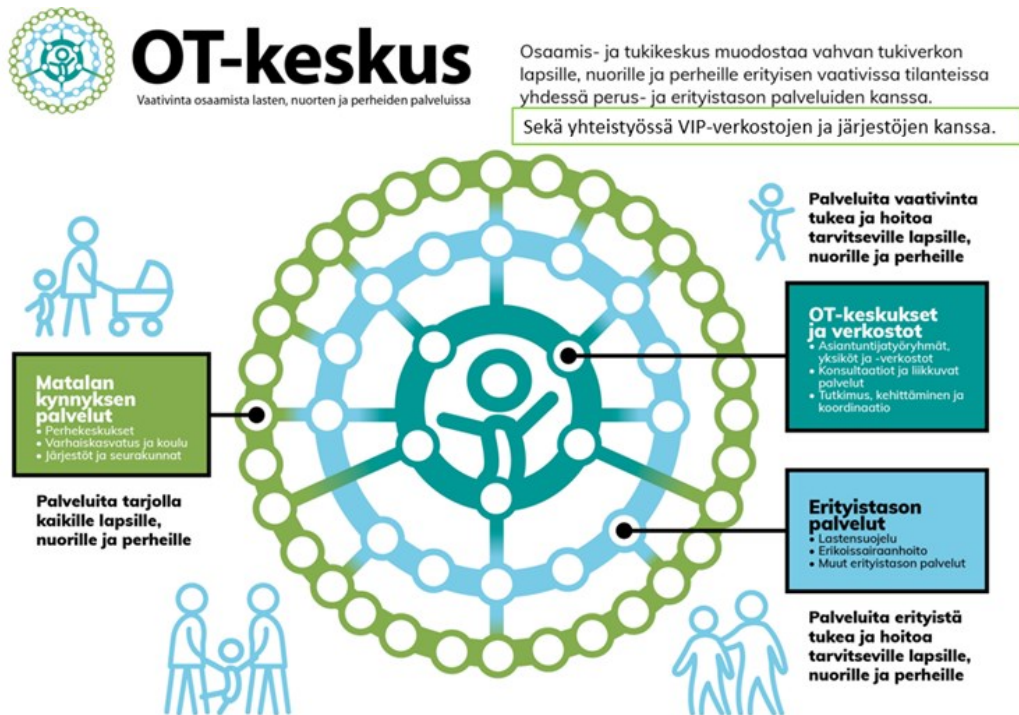 OT-keskus
Vaativinta osaamista lasten, nuorten ja perheiden palveluissa
Osaamis- ja tukikeskus muodostaa vahvan tukiverkon
lapsille, nuorille ja perheille erityisen vaativissa tilanteissa
yhdessä perus- ja erityistason palveluiden kanssa.
Sekä yhteistyössä VIP-verkostojen ja järjestöjen kanssa.
Palveluita vaativinta
tukea ja hoitoa
tarvitseville lapsille,
nuorille ja perheille
OT-keskukset
ja verkostot
• Asiantuntijatyöryhmät,
yksiköt ja -verkostot
• Konsultaatiot ja liikkuvat
palvelut
• Tutkimus, kehittäminen ja
koordinaatio
Matalan
kynnyksen
palvelut
• Perhekeskukset
• Varhaiskasvatus ja koulu
• Järjestöt ja seurakunnat
Palveluita tarjolla
kaikille lapsille,
nuorille ja perheille
Erityistason
palvelut
• Lastensuojelu
• Erikoissairaanhoito
• Muut erityistason palvelut
Palveluita erityistä
tukea ja hoitoa
tarvitseville lapsille,
nuorille ja perheille